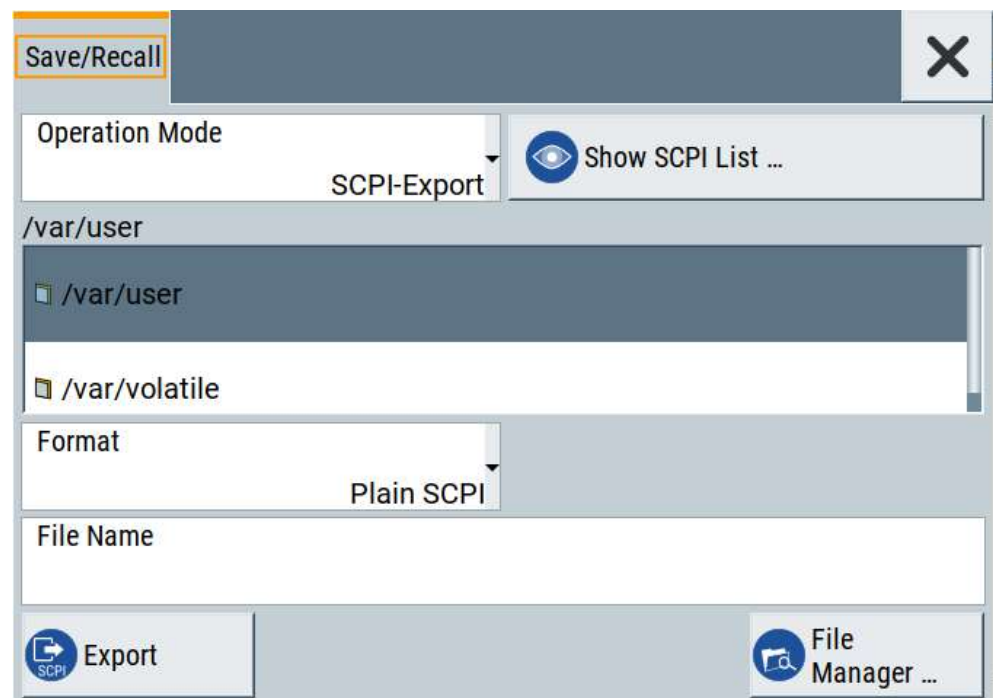 Save/Recall
Operation Mode
SCPI-Export
Show SCPI List ...
/var/user
/var/user
/var/volatile
Format
Plain SCPI
File Name
SCPI
Export
File
Manager ...